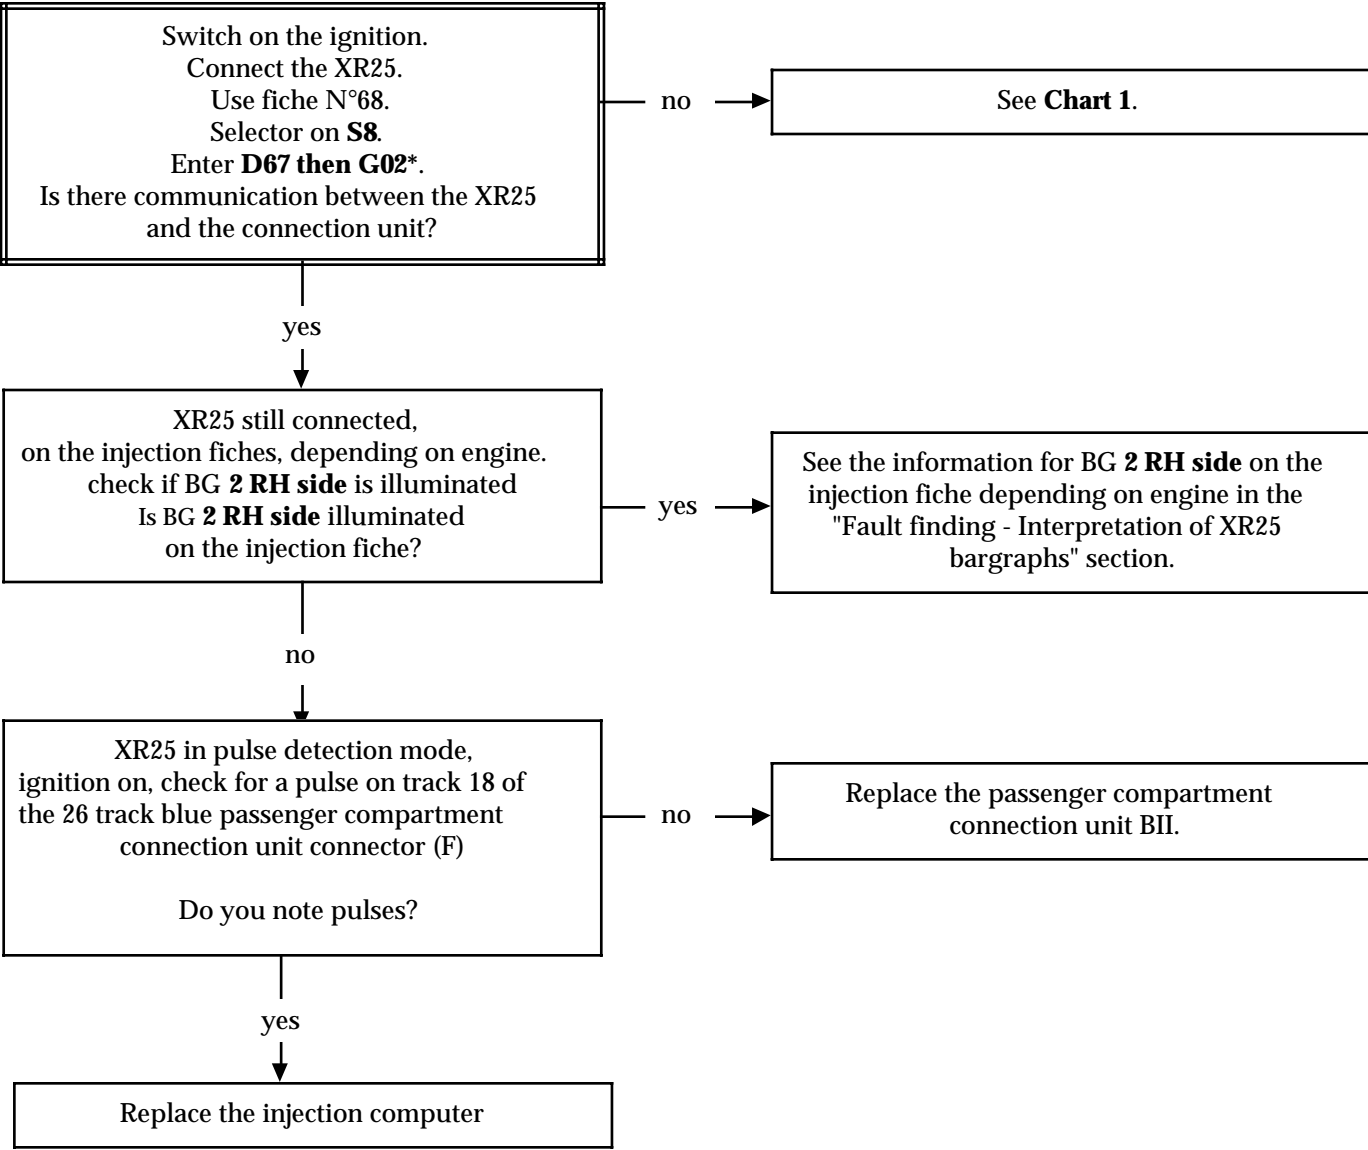 Switch on the ignition.
Connect the XR25.
Use fiche N°68.
Selector on S8.
Enter D67 then G02*.
Is there communication between the XR25
and the connection unit?
no
See Chart 1.
yes
XR25 still connected,
on the injection fiches, depending on engine.
check if BG 2 RH side is illuminated
Is BG 2 RH side illuminated
on the injection fiche?
yes
See the information for BG 2 RH side on the
injection fiche depending on engine in the
"Fault finding - Interpretation of XR25
bargraphs" section.
no
XR25 in pulse detection mode,
ignition on, check for a pulse on track 18 of
the 26 track blue passenger compartment
connection unit connector (F)
Do you note pulses?
no
Replace the passenger compartment
connection unit BII.
yes
Replace the injection computer